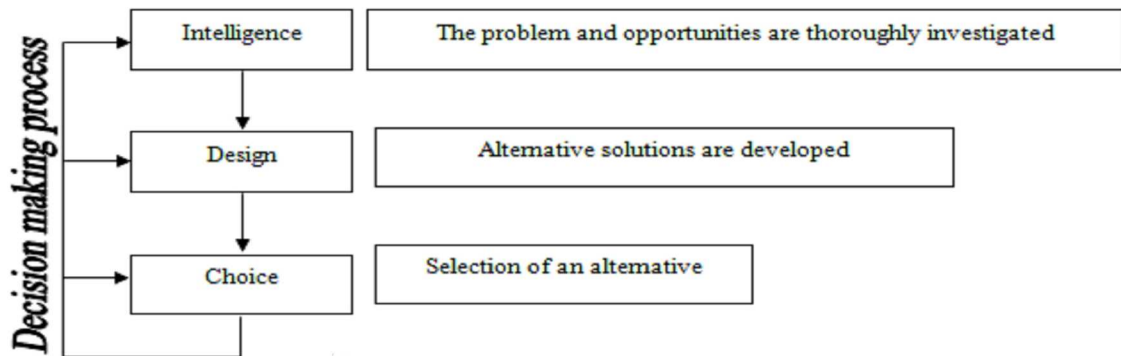 Decision making process
Intelligence
The problem and opportunities are thoroughly investigated
Design
Alternative solutions are developed
Choice
Selection of an alternative